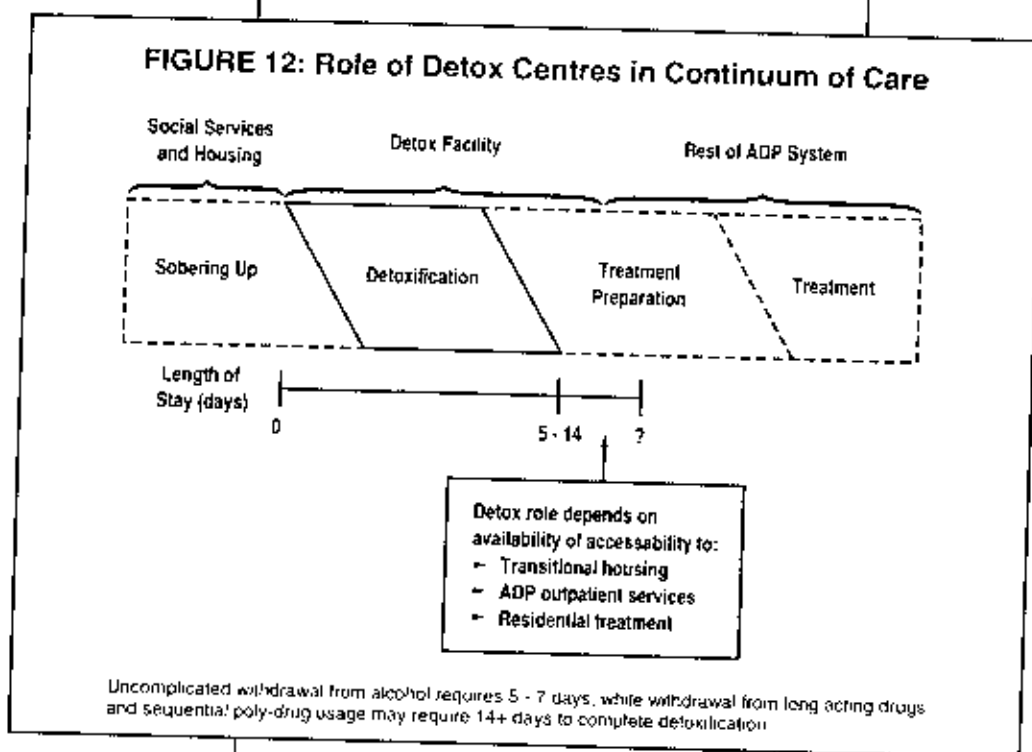 FIGURE 12: Role of Detox Centres in Continuum of Care
Social Services
and Housing
Detox Facility
Rest of ADP System
Sobering Up
Detoxification
Treatment
Preparation
Treatment
Length of
Stay (days)
0
5 - 14
?
Detox role depends on
availability of accessability to:
- Transitional housing
- ADP outpatient services
- Residential treatment
Uncomplicated withdrawal from alcohol requires 5 - 7 days, while withdrawal from long acting drugs
and sequential poly-drug usage may require 14+ days to complete detoxification